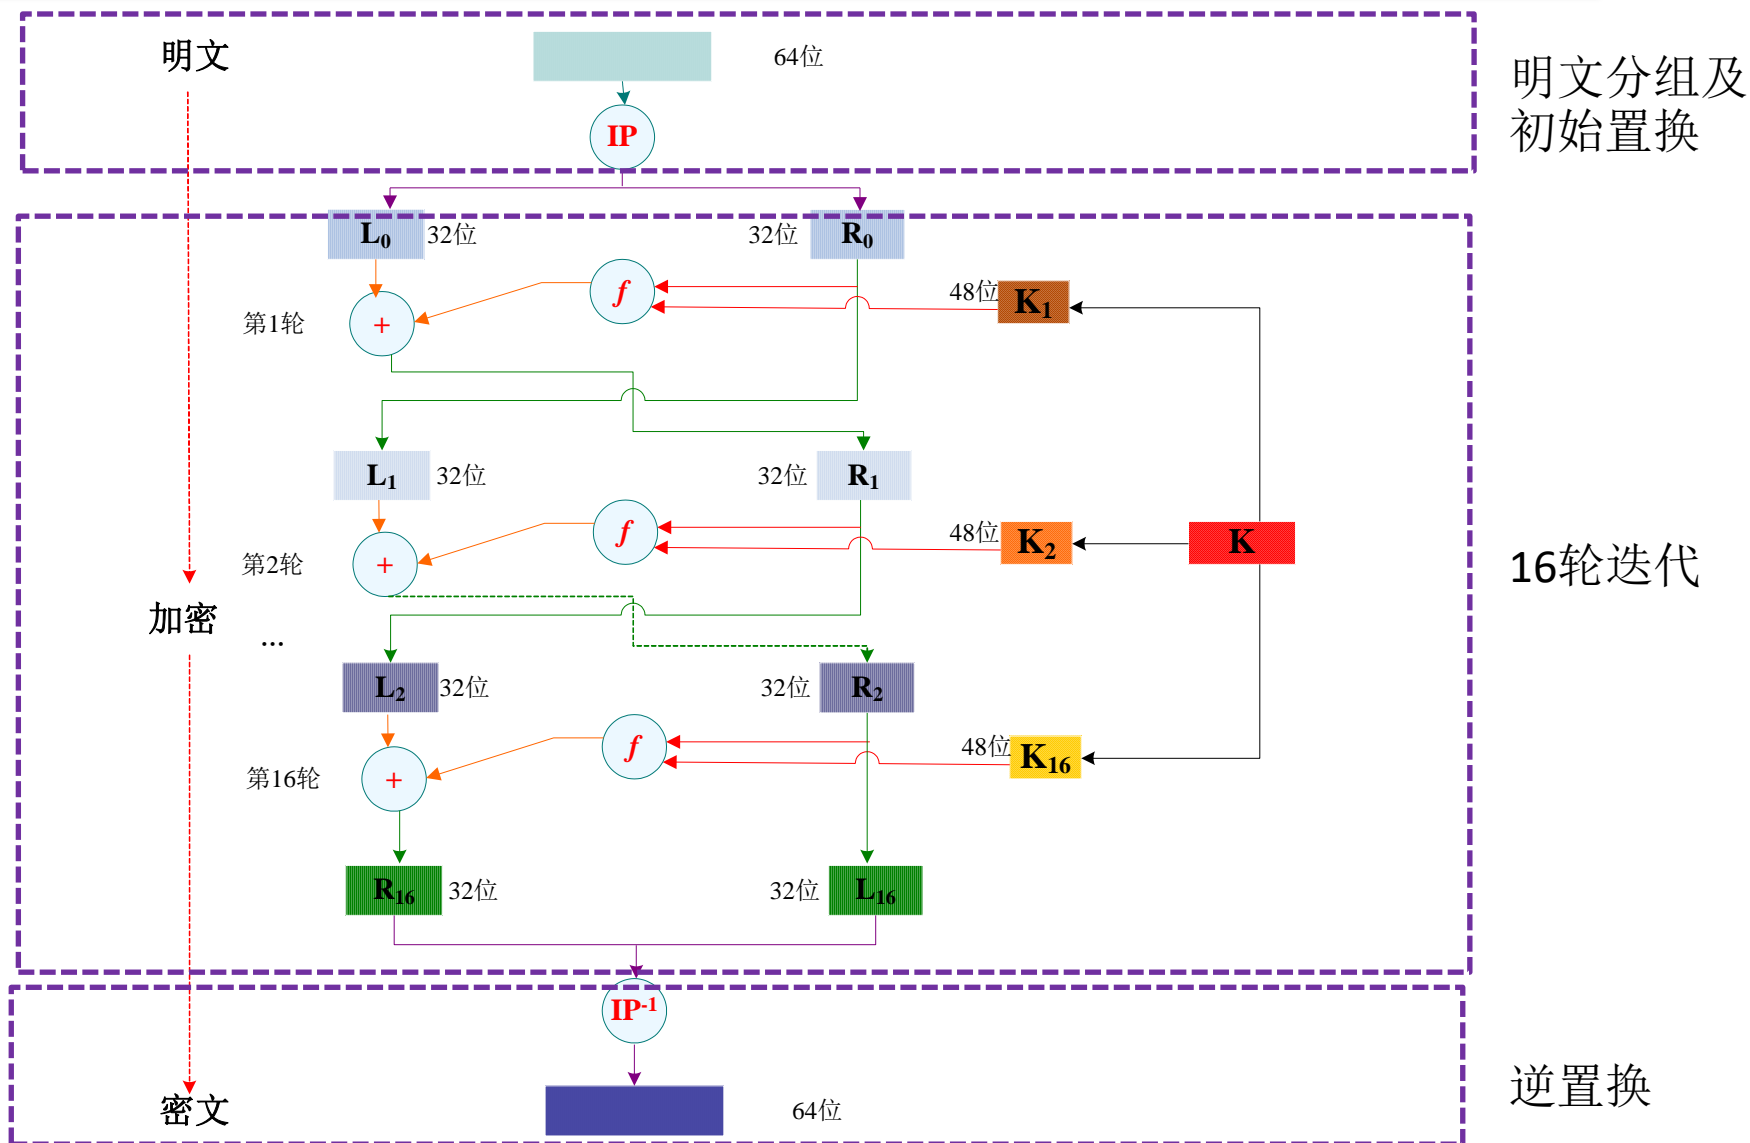 明文
64位
明文分组及
初始置换
IP
L0
32位
32位
R0
第1轮
+
f
48位
K1
L1
32位
32位
R1
第2轮
+
f
48位
K2
K
16轮迭代
加密
...
L2
32位
32位
R2
第16轮
+
f
48位
K16
R16
32位
32位
L16
IP-1
逆置换
密文
64位